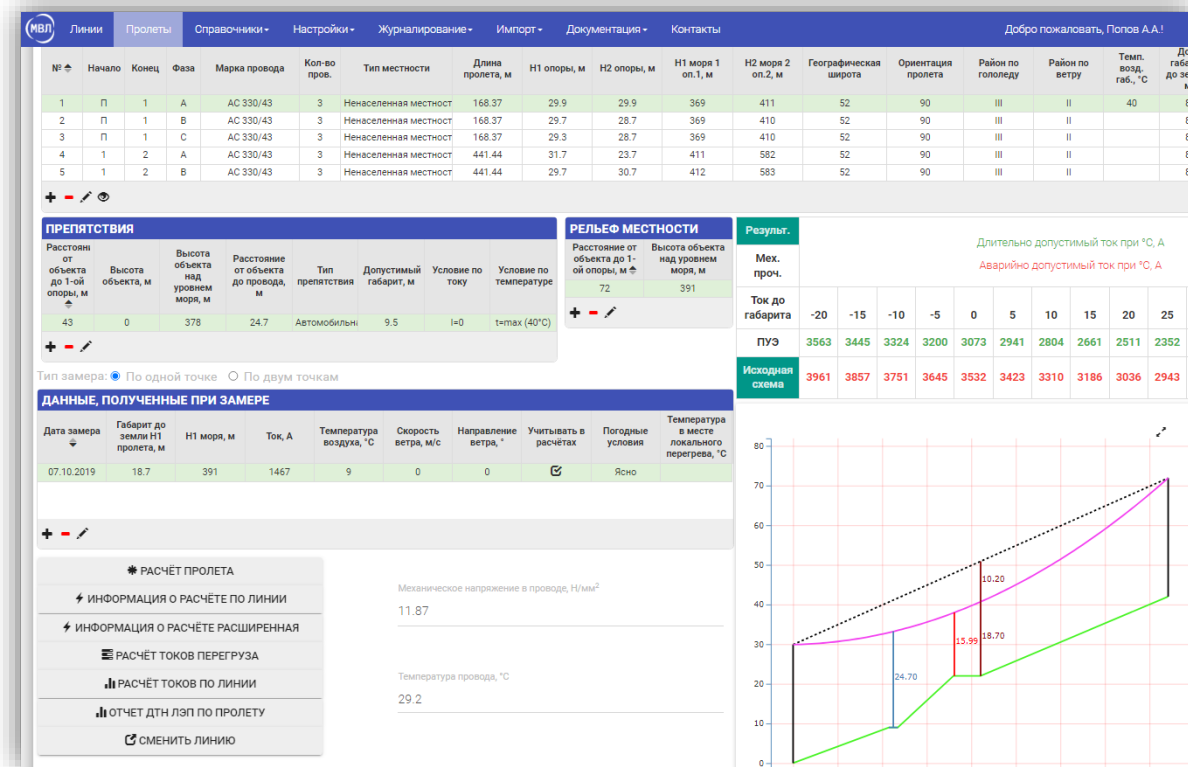 МВЛ Линии Пролеты Справочники Настройки Журналирование Импорт Документация Контакты Добро пожаловать, Попов А.А.!
№ Начало Конец Фаза Марка провода Кол-во пров. Тип местности Длина пролета, м Н1 опоры, м Н2 опоры, м Н1 моря 1 оп.1, м Н2 моря 2 оп.2, м Географическая широта Ориентация пролета Район по гололеду Район по ветру Темп. возд. габ., °С
1 П 1 А АС 330/43 3 Ненаселенная местност 168.37 29.9 29.9 369 411 52 90 III II 40 8
2 П 1 В АС 330/43 3 Ненаселенная местност 168.37 29.7 28.7 369 410 52 90 III II 8
3 П 1 С АС 330/43 3 Ненаселенная местност 168.37 29.3 28.7 369 410 52 90 III II 8
4 1 2 А АС 330/43 3 Ненаселенная местност 441.44 31.7 23.7 411 582 52 90 III II 8
5 1 2 В АС 330/43 3 Ненаселенная местност 441.44 29.7 30.7 412 583 52 90 III II 8
ПРЕПЯТСТВИЯ
Расстояни от объекта до 1-ой опоры, м Высота объекта, м Высота объекта над уровнем моря, м Расстояние от объекта до провода, м Тип препятствия Допустимый габарит, м Условие по току Условие по температуре
43 0 378 24.7 Автомобильна 9.5 I=0 t=max (40°C)
РЕЛЬЕФ МЕСТНОСТИ
Расстояние от объекта до 1-ой опоры, м Высота объекта над уровнем моря, м
72 391
Результ.
Мех. проч.
Длительно допустимый ток при °С, А
Аварийно допустимый ток при °С, А
Ток до габарита -20 -15 -10 -5 0 5 10 15 20 25
ПУЭ 3563 3445 3324 3200 3073 2941 2804 2661 2511 2352
Исходная схема 3961 3857 3751 3645 3532 3423 3310 3186 3036 2943
Тип замера: По одной точке По двум точкам
ДАННЫЕ, ПОЛУЧЕННЫЕ ПРИ ЗАМЕРЕ
Дата замера Габарит до земли Н1 пролета, м Н1 моря, м Ток, А Температура воздуха, °С Скорость ветра, м/с Направление ветра, ° Учитывать в расчётах Погодные условия Температура в месте локального перегрева, °С
07.10.2019 18.7 391 1467 9 0 0 Ясно
РАСЧЁТ ПРОЛЕТА
ИНФОРМАЦИЯ О РАСЧЁТЕ ПО ЛИНИИ
ИНФОРМАЦИЯ О РАСЧЁТЕ РАСШИРЕННАЯ
РАСЧЁТ ТОКОВ ПЕРЕГРУЗА
РАСЧЁТ ТОКОВ ПО ЛИНИИ
ОТЧЕТ ДТН ЛЭП ПО ПРОЛЕТУ
СМЕНИТЬ ЛИНИЮ
Механическое напряжение в проводе, Н/мм²
11.87
Температура провода, °С
29.2
80
70
60
50
10.20
40
15.99 18.70
30
24.70
20
10
0